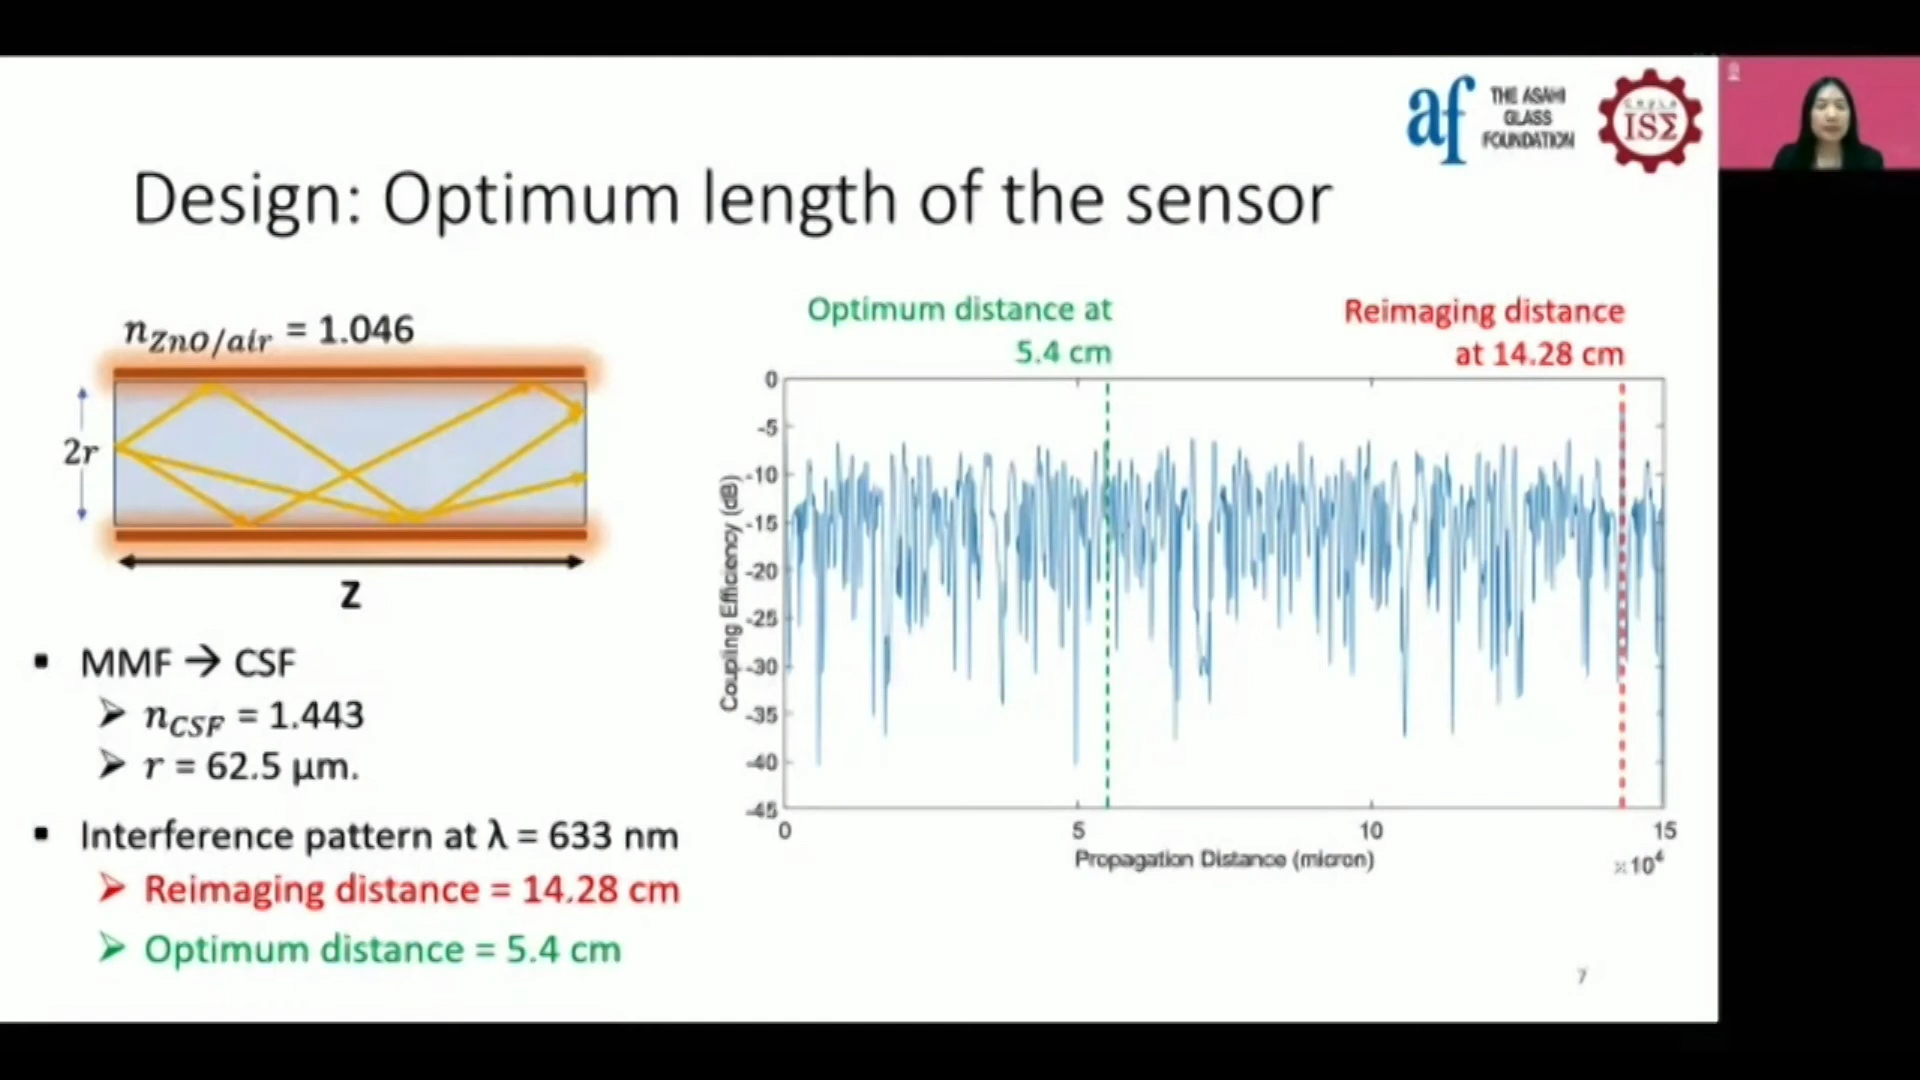 THE ASAHI
GLASS
FOUNDATION
af
ISΣ
Design: Optimum length of the sensor
n_ZnO/air = 1.046
2r
Z
▪ MMF → CSF
➢ n_CSF = 1.443
➢ r = 62.5 μm.
▪ Interference pattern at λ = 633 nm
➢ Reimaging distance = 14.28 cm
➢ Optimum distance = 5.4 cm
Optimum distance at
5.4 cm
Reimaging distance
at 14.28 cm
Coupling Efficiency (dB)
0
-5
-10
-15
-20
-25
-30
-35
-40
-45
0 5 10 15
Propagation Distance (micron)
×10⁴
7